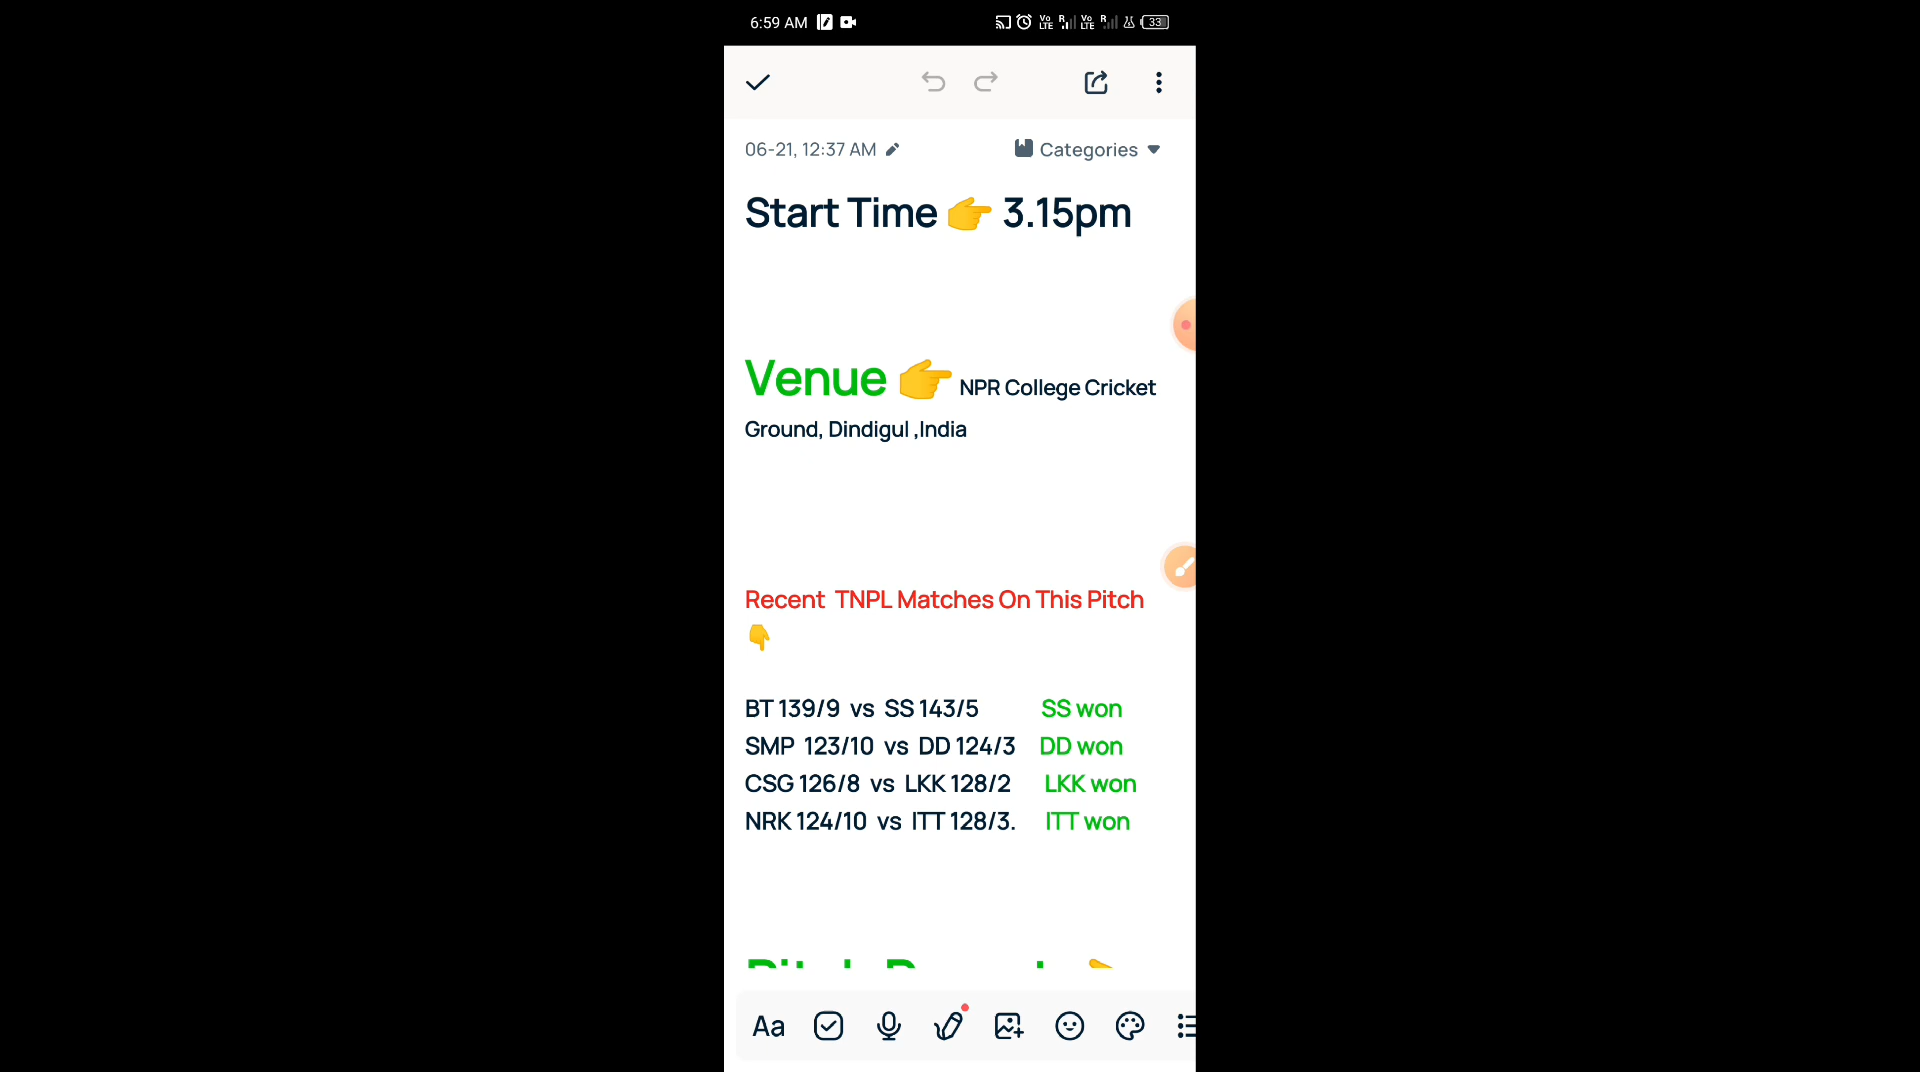 6:59 AM
33
06-21, 12:37 AM
Categories
Start Time 👉 3.15pm
Venue 👉 NPR College Cricket
Ground, Dindigul ,India
Recent TNPL Matches On This Pitch
👇
BT 139/9 vs SS 143/5 SS won
SMP 123/10 vs DD 124/3 DD won
CSG 126/8 vs LKK 128/2 LKK won
NRK 124/10 vs ITT 128/3. ITT won
Aa